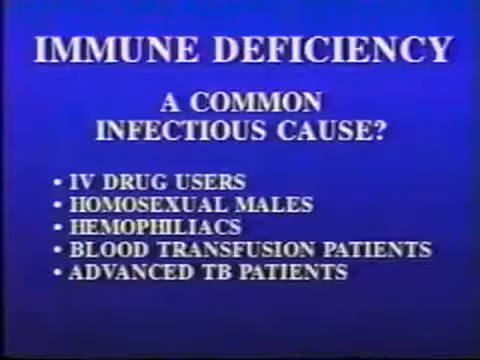 IMMUNE DEFICIENCY
A COMMON
INFECTIOUS CAUSE?
• IV DRUG USERS
• HOMOSEXUAL MALES
• HEMOPHILIACS
• BLOOD TRANSFUSION PATIENTS
• ADVANCED TB PATIENTS